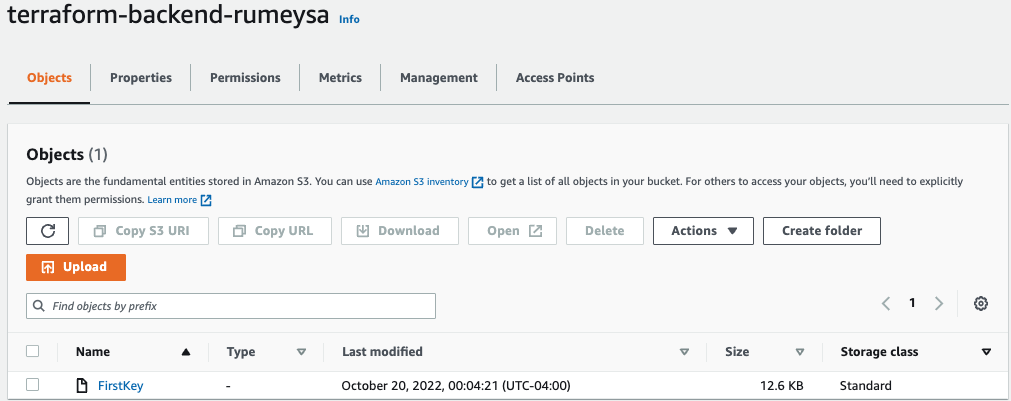 terraform-backend-rumeysa Info
Objects Properties Permissions Metrics Management Access Points
Objects (1)
Objects are the fundamental entities stored in Amazon S3. You can use Amazon S3 inventory to get a list of all objects in your bucket. For others to access your objects, you'll need to explicitly
grant them permissions. Learn more
Copy S3 URI Copy URL Download Open Delete Actions Create folder
Upload
Find objects by prefix 1
Name Type Last modified Size Storage class
FirstKey - October 20, 2022, 00:04:21 (UTC-04:00) 12.6 KB Standard